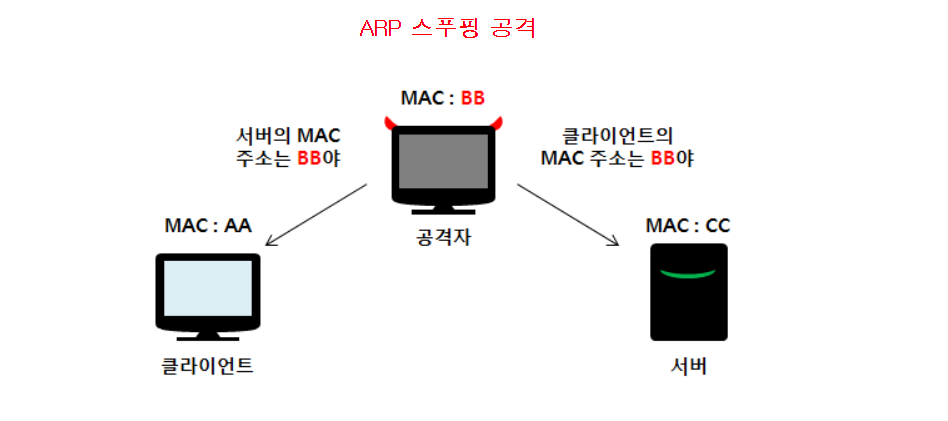 ARP 스푸핑 공격
MAC : BB
서버의 MAC
주소는 BB야
클라이언트의
MAC 주소는 BB야
공격자
MAC : AA
MAC : CC
클라이언트
서버